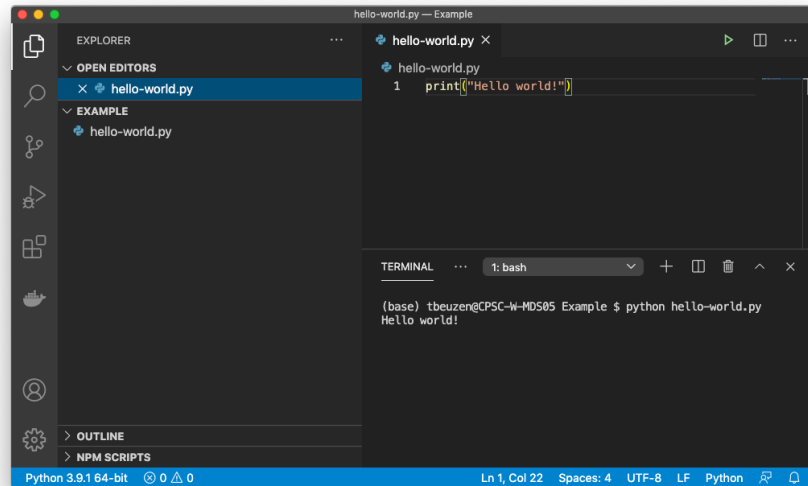 hello-world.py — Example
EXPLORER
OPEN EDITORS
hello-world.py
EXAMPLE
hello-world.py
OUTLINE
NPM SCRIPTS
hello-world.py
hello-world.py
1 print("Hello world!")
TERMINAL
1: bash
(base) tbeuzen@CPSC-W-MDS05 Example $ python hello-world.py
Hello world!
Python 3.9.1 64-bit 0 0 Ln 1, Col 22 Spaces: 4 UTF-8 LF Python